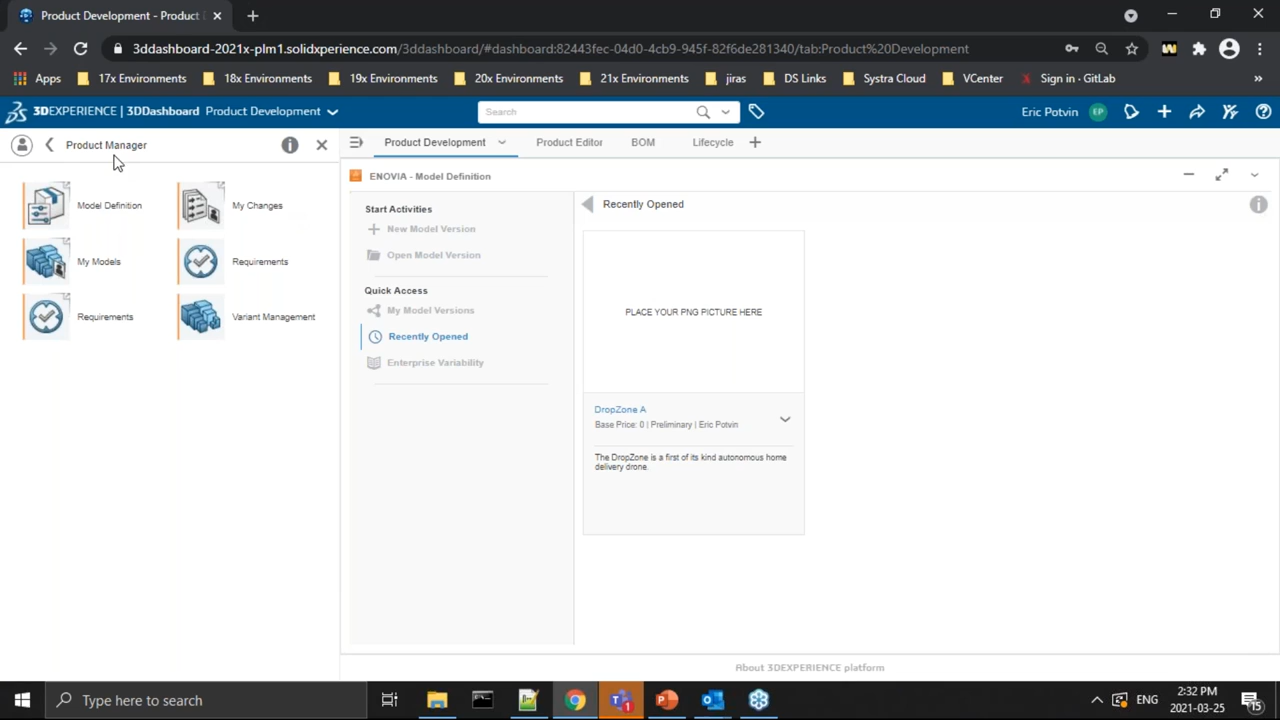 Product Development - Product I
3ddashboard-2021x-plm1.solidxperience.com/3ddashboard/#dashboard:82443fec-04d0-4cb9-945f-82f6de281340/tab:Product%20Development
Apps
17x Environments
18x Environments
19x Environments
20x Environments
21x Environments
jiras
DS Links
Systra Cloud
VCenter
Sign in · GitLab
3DEXPERIENCE | 3DDashboard Product Development
Search
Eric Potvin
EP
Product Manager
Product Development
Product Editor
BOM
Lifecycle
Model Definition
My Changes
My Models
Requirements
Requirements
Variant Management
ENOVIA - Model Definition
Start Activities
New Model Version
Open Model Version
Quick Access
My Model Versions
Recently Opened
Enterprise Variability
Recently Opened
PLACE YOUR PNG PICTURE HERE
DropZone A
Base Price: 0 | Preliminary | Eric Potvin
The DropZone is a first of its kind autonomous home
delivery drone.
About 3DEXPERIENCE platform
Type here to search
1
ENG
2:32 PM
2021-03-25
15